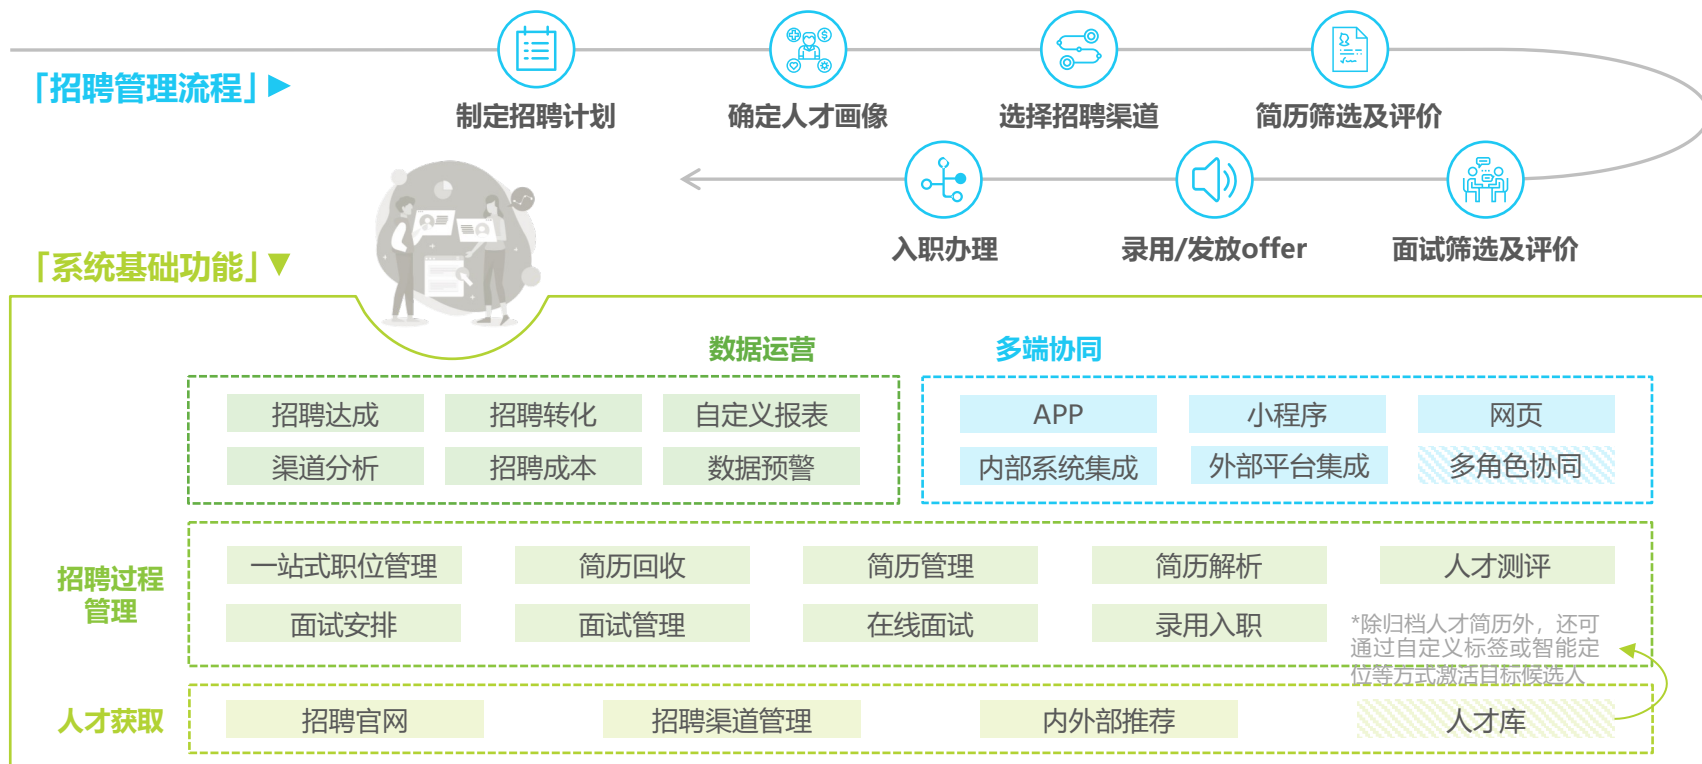 「招聘管理流程」
制定招聘计划
确定人才画像
选择招聘渠道
简历筛选及评价
入职办理
录用/发放offer
面试筛选及评价
「系统基础功能」
数据运营
多端协同
招聘达成
招聘转化
自定义报表
渠道分析
招聘成本
数据预警
APP
小程序
网页
内部系统集成
外部平台集成
多角色协同
招聘过程
管理
一站式职位管理
简历回收
简历管理
简历解析
人才测评
面试安排
面试管理
在线面试
录用入职
*除归档人才简历外，还可
通过自定义标签或智能定
位等方式激活目标候选人
人才获取
招聘官网
招聘渠道管理
内外部推荐
人才库